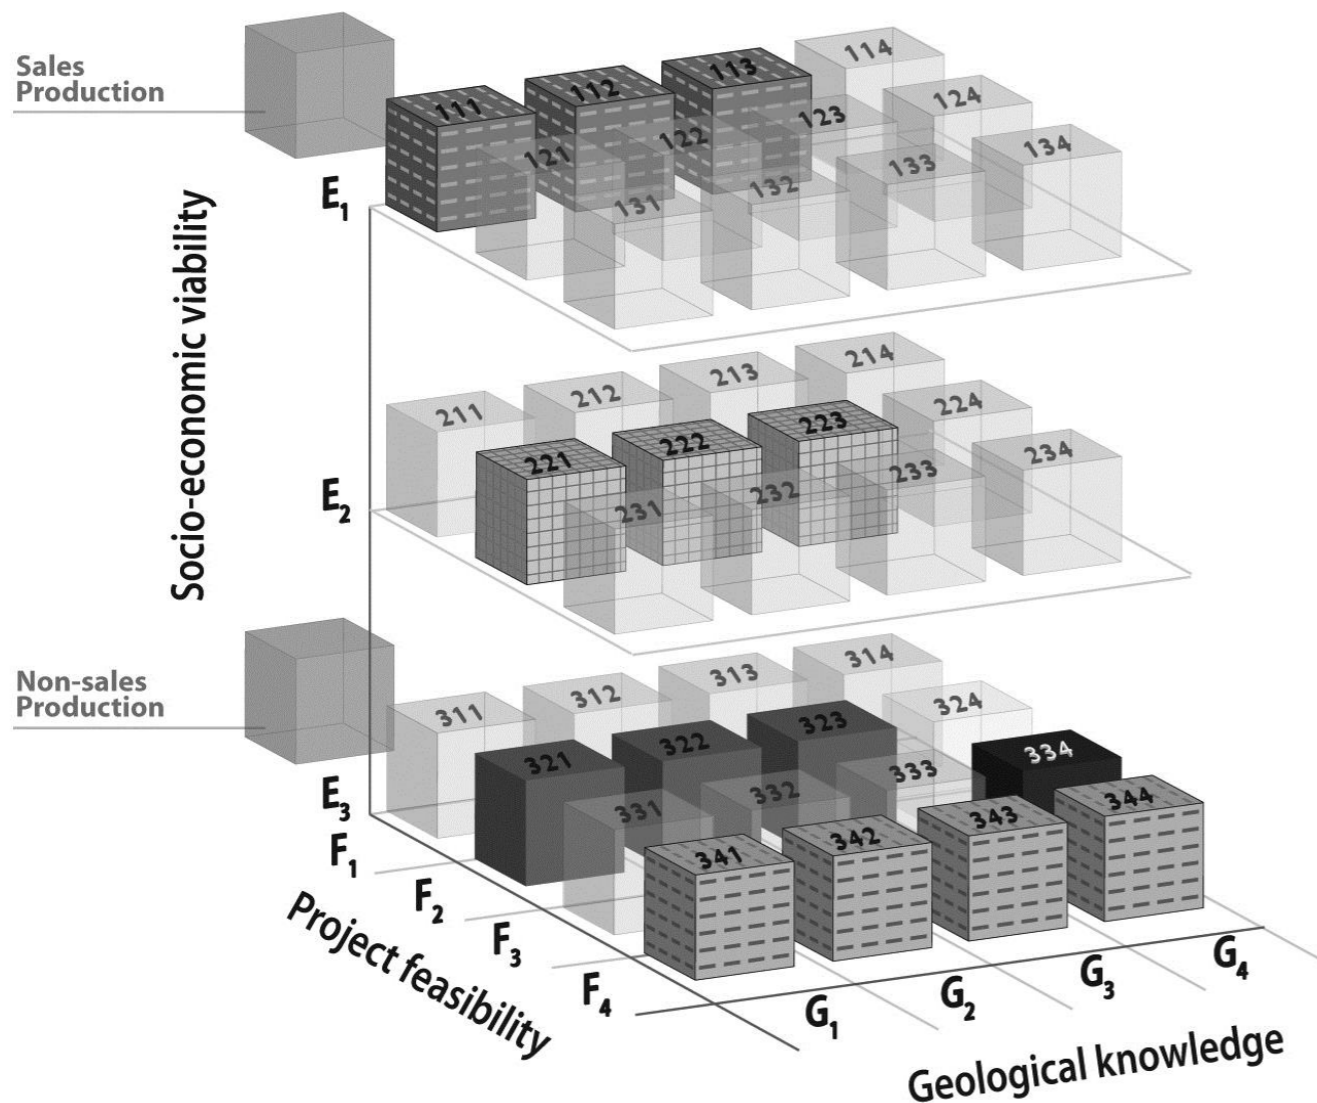 Sales
Production
111 112 113 114
121 122 123 124
131 132 133 134
E1
Socio-economic viability
211 212 213 214
221 222 223 224
231 232 233 234
E2
Non-sales
Production
311 312 313 314
321 322 323 324
331 332 333 334
341 342 343 344
E3
F1
F2
F3
F4
Project feasibility
G1
G2
G3
G4
Geological knowledge